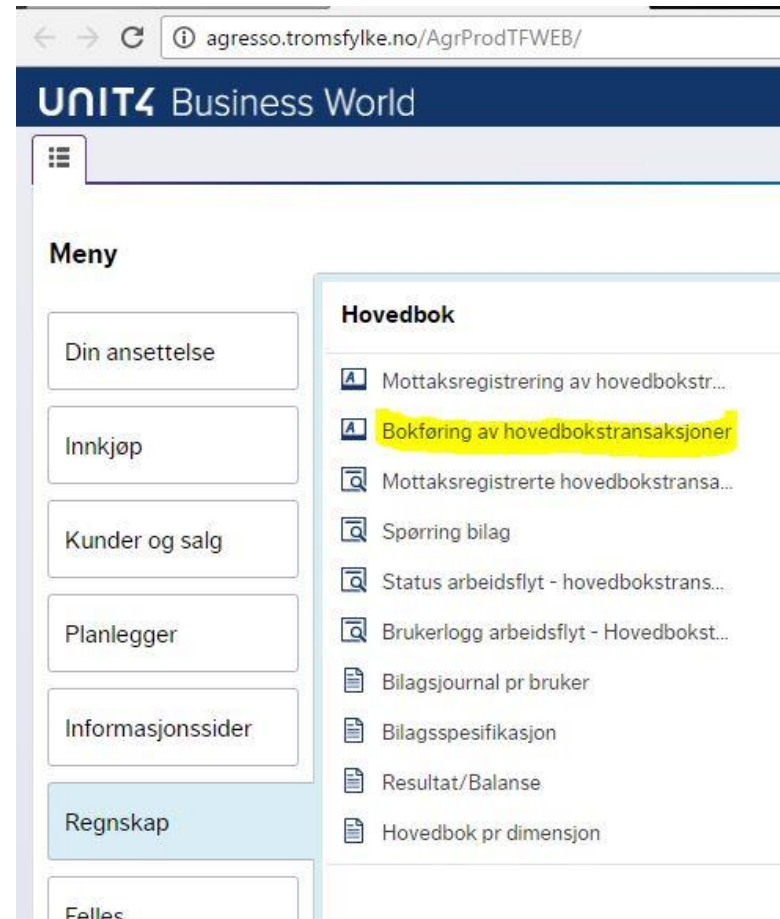 agresso.tromsfylke.no/AgrProdTFWEB/
UNIT4 Business World
Meny
Din ansettelse
Innkjøp
Kunder og salg
Planlegger
Informasjonssider
Regnskap
Felles
Hovedbok
Mottaksregistrering av hovedbokstr...
Bokføring av hovedbokstransaksjoner
Mottaksregistrerte hovedbokstransa...
Spørring bilag
Status arbeidsflyt - hovedbokstrans...
Brukerlogg arbeidsflyt - Hovedbokst...
Bilagsjournal pr bruker
Bilagsspesifikasjon
Resultat/Balanse
Hovedbok pr dimensjon